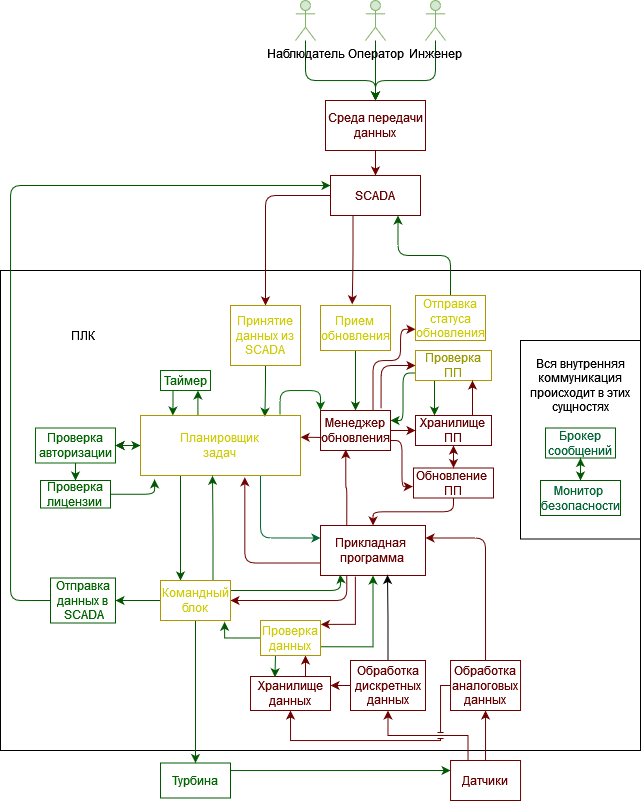 Наблюдатель Оператор Инженер
Среда передачи
данных
SCADA
ПЛК
Принятие
данных из
SCADA
Прием
обновления
Отправка
статуса
обновления
Вся внутренняя
коммуникация
происходит в этих
сущностях
Брокер
сообщений
Монитор
безопасности
Таймер
Проверка
ПП
Проверка
авторизации
Планировщик
задач
Менеджер
обновления
Хранилище
ПП
Проверка
лицензии
Обновление
ПП
Прикладная
программа
Отправка
данных в
SCADA
Командный
блок
Проверка
данных
Хранилище
данных
Обработка
дискретных
данных
Обработка
аналоговых
данных
Турбина
Датчики